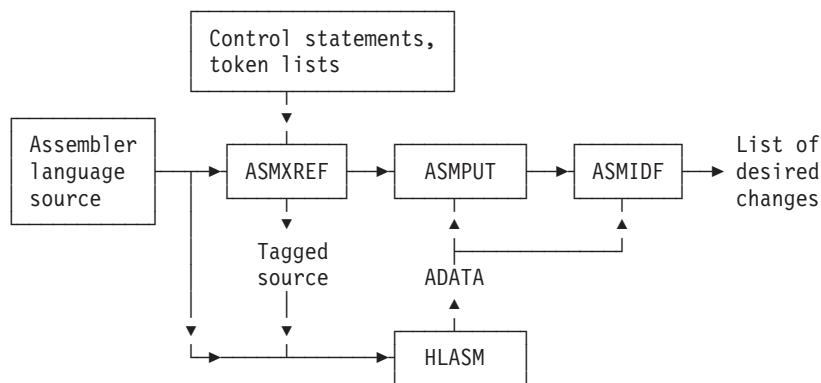 Control statements,
token lists
Assembler
language
source
ASMXREF
ASMPUT
ASMIDF
List of
desired
changes
Tagged
source
ADATA
HLASM